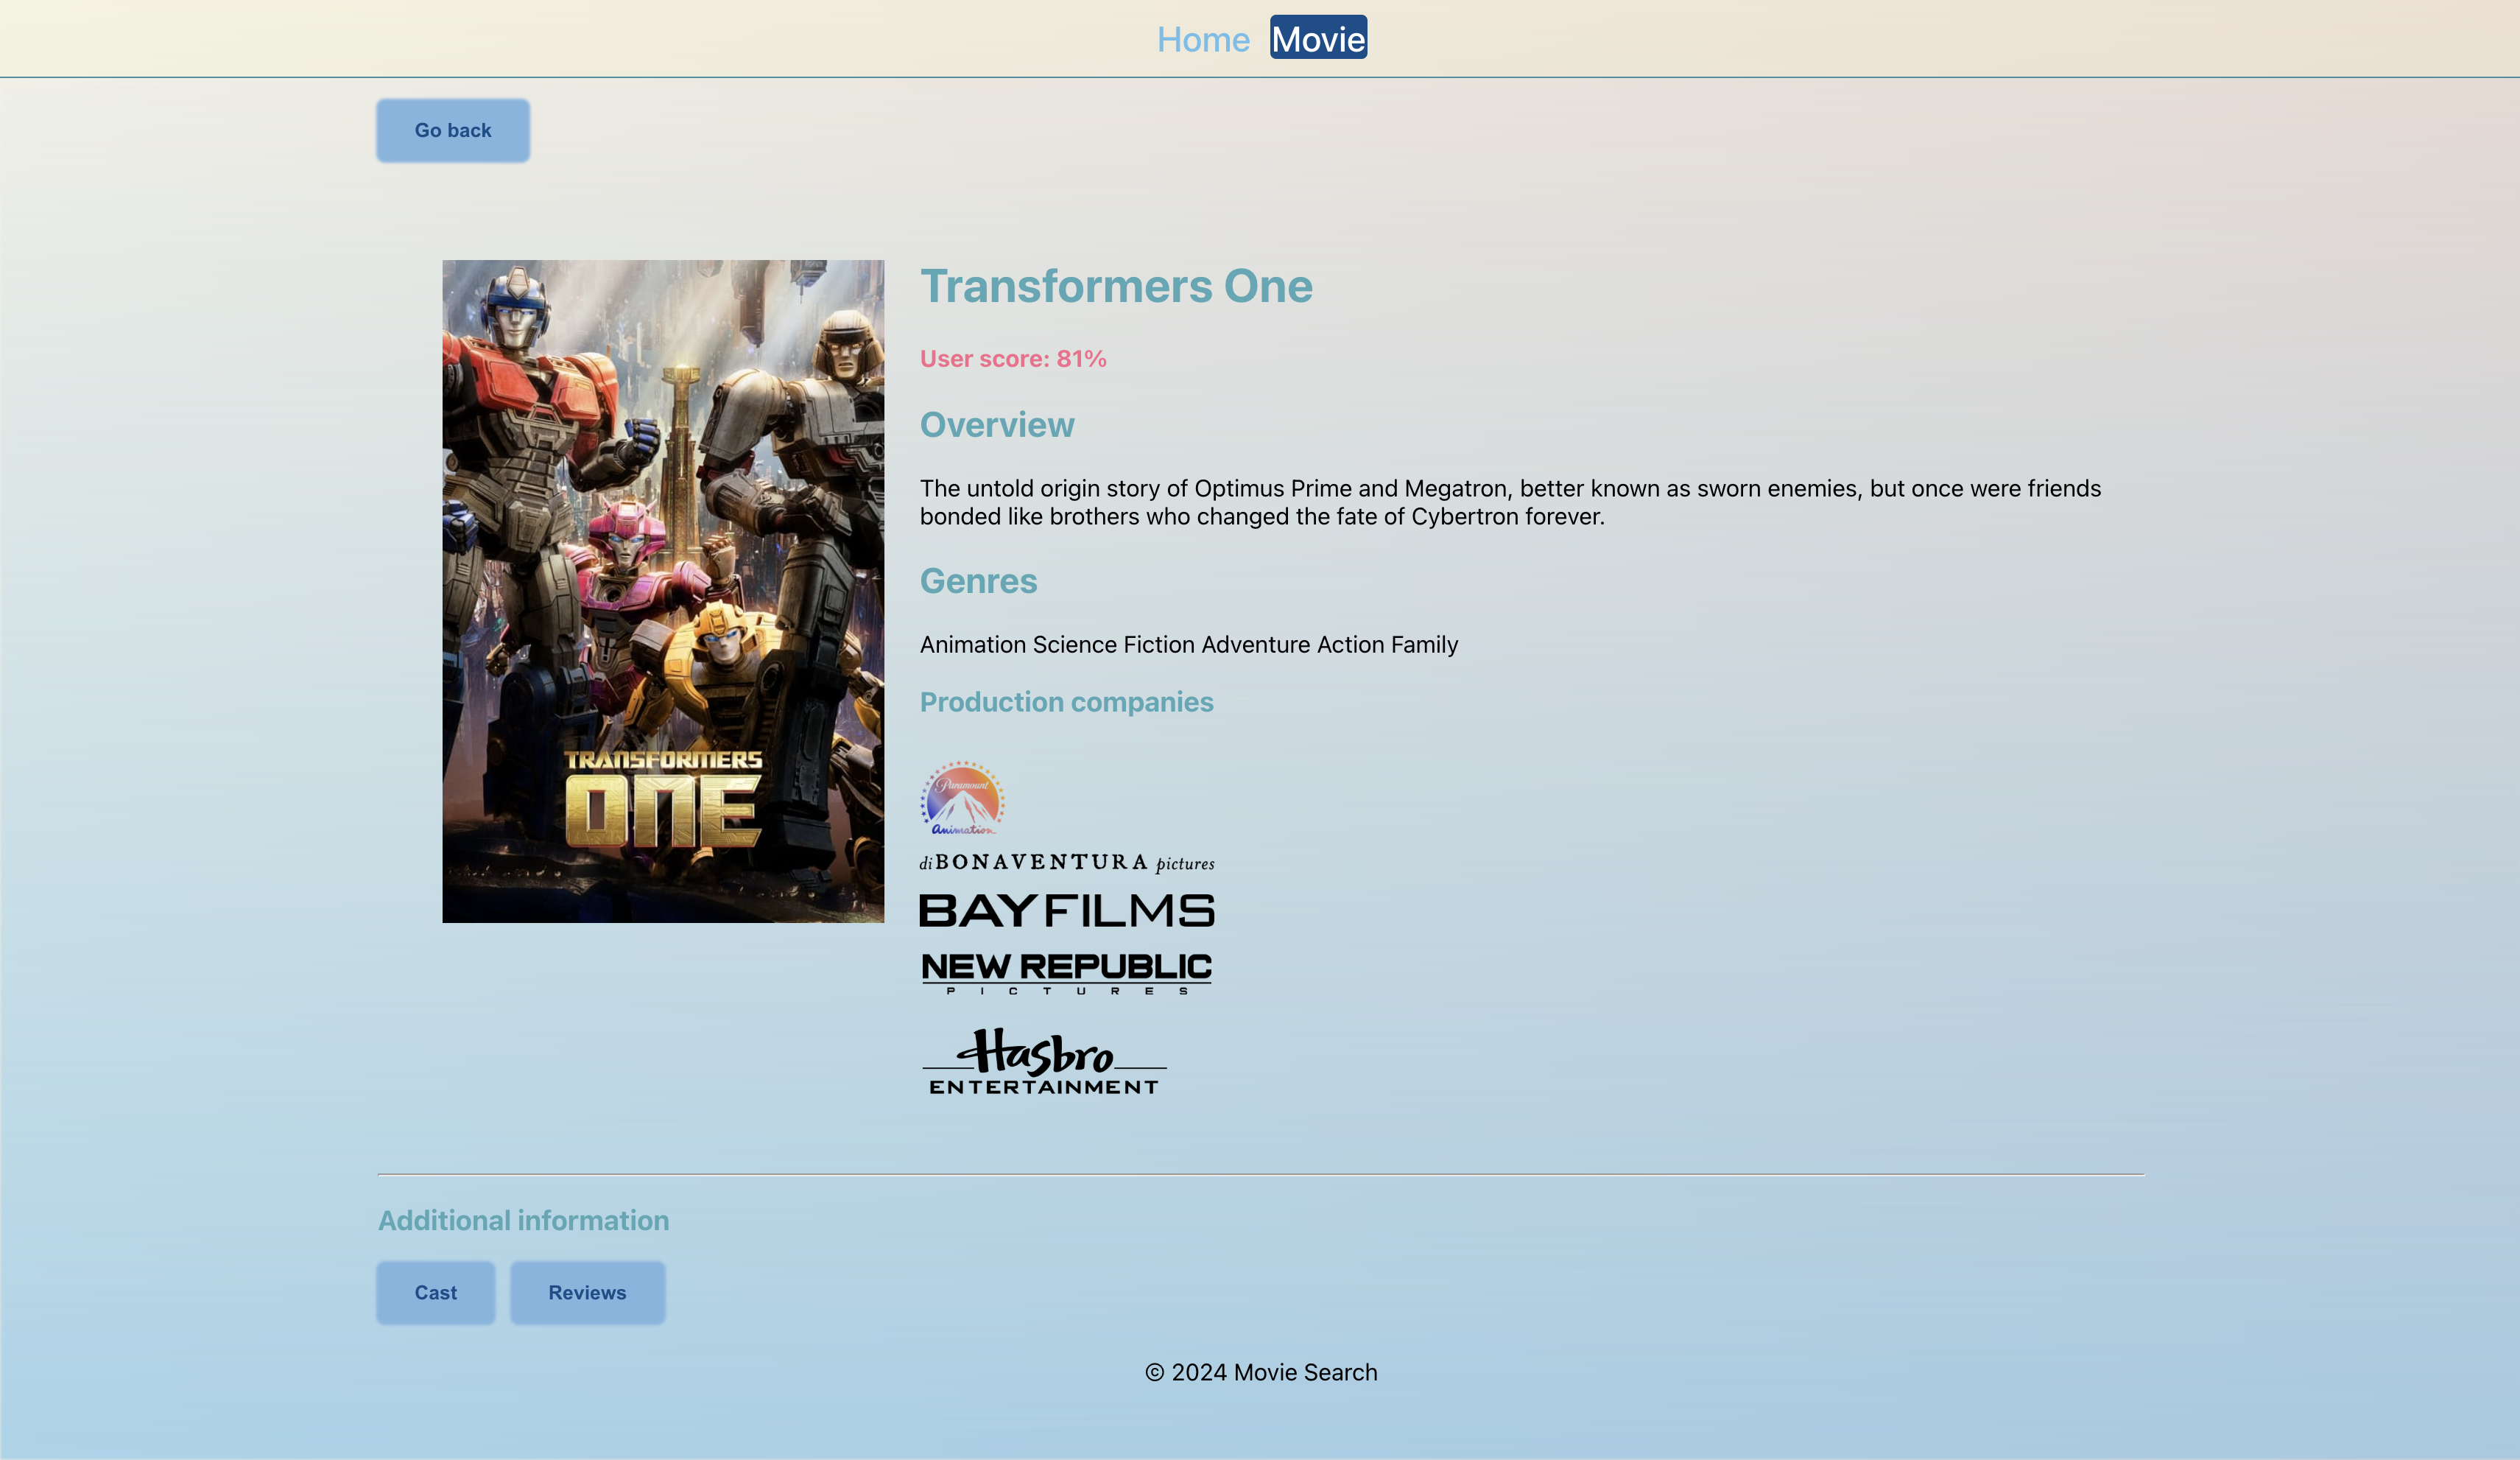 Home Movie
Go back
Transformers One
User score: 81%
Overview
The untold origin story of Optimus Prime and Megatron, better known as sworn enemies, but once were friends
bonded like brothers who changed the fate of Cybertron forever.
Genres
Animation Science Fiction Adventure Action Family
Production companies
TRANSFORMERS
ONE
Paramount
Animation
diBONAVENTURA pictures
BAYFILMS
NEW REPUBLIC
PICTURES
Hasbro
ENTERTAINMENT
Additional information
Cast
Reviews
© 2024 Movie Search